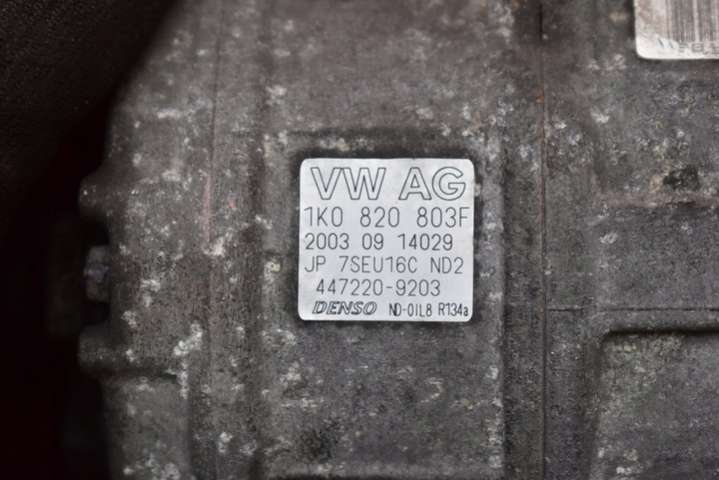 VW AG
1K0 820 803F
2003 09 14029
JP 7SEU16C ND2
447220-9203
DENSO ND-OIL8 R134a